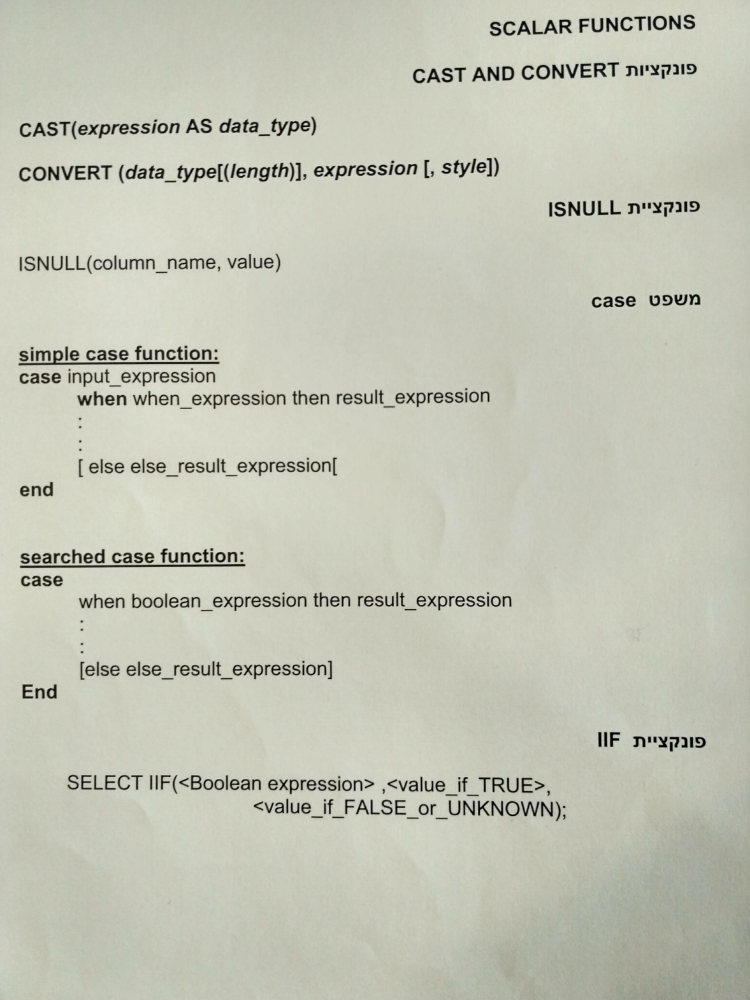 SCALAR FUNCTIONS
פונקציות CAST AND CONVERT
CAST(expression AS data_type)
CONVERT (data_type[(length)], expression [, style])
פונקציית ISNULL
ISNULL(column_name, value)
משפט case
simple case function:
case input_expression
when when_expression then result_expression
:
:
[ else else_result_expression[
end
searched case function:
case
when boolean_expression then result_expression
:
:
[else else_result_expression]
End
פונקציית IIF
SELECT IIF(<Boolean expression> ,<value_if_TRUE>,
<value_if_FALSE_or_UNKNOWN);